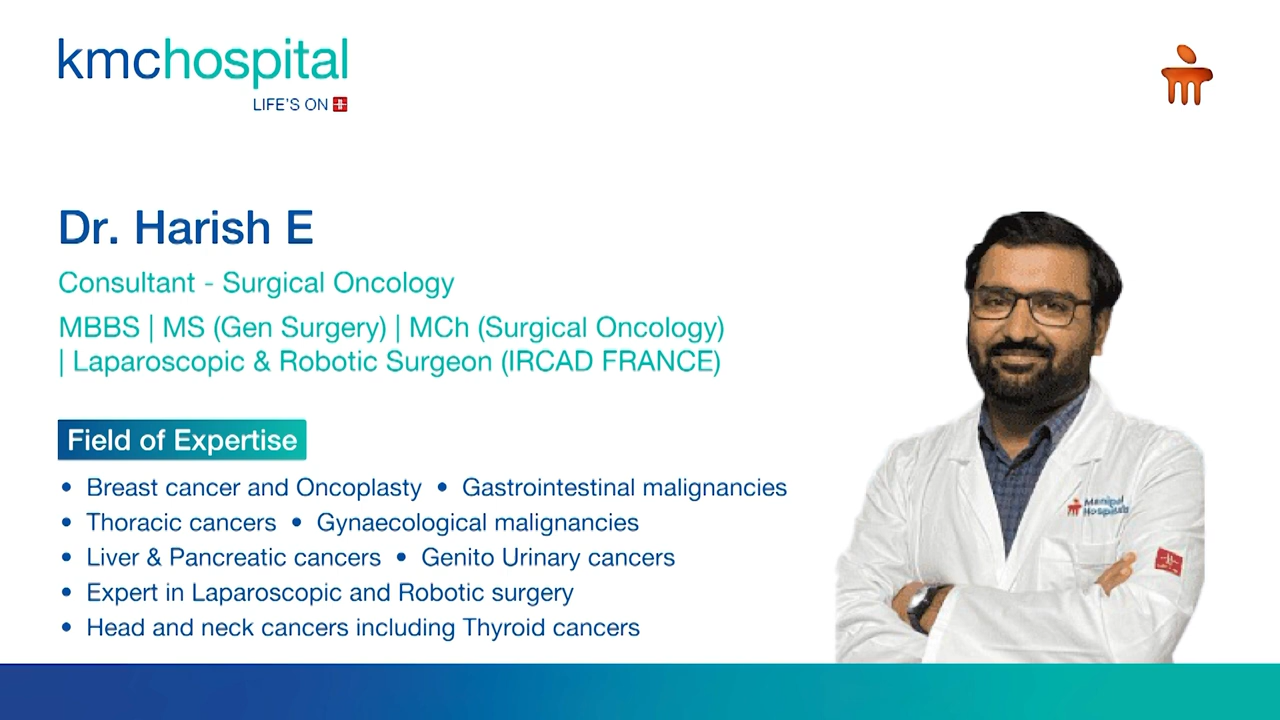 kmchospital
LIFE'S ON
Dr. Harish E
Consultant - Surgical Oncology
MBBS | MS (Gen Surgery) | MCh (Surgical Oncology)
| Laparoscopic & Robotic Surgeon (IRCAD FRANCE)
Field of Expertise
• Breast cancer and Oncoplasty • Gastrointestinal malignancies
• Thoracic cancers • Gynaecological malignancies
• Liver & Pancreatic cancers • Genito Urinary cancers
• Expert in Laparoscopic and Robotic surgery
• Head and neck cancers including Thyroid cancers
Manipal
Hospitals